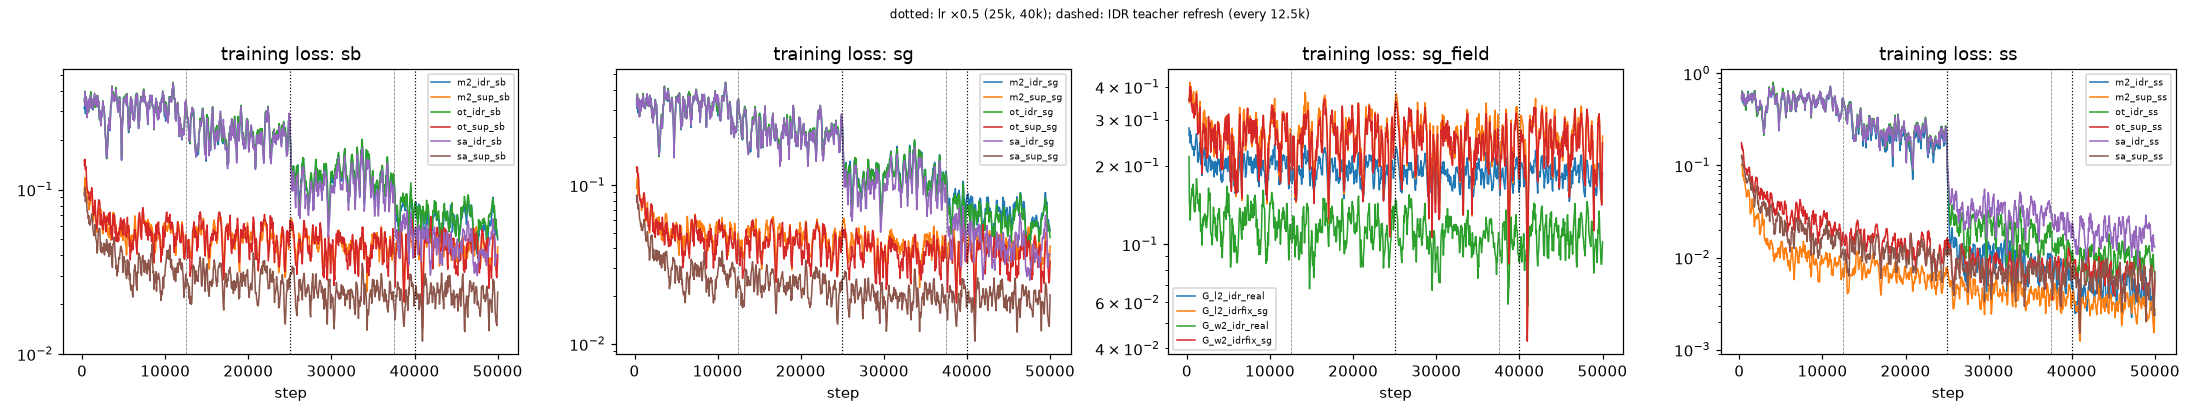 dotted: lr ×0.5 (25k, 40k); dashed: IDR teacher refresh (every 12.5k)
training loss: sb
m2_idr_sb
m2_sup_sb
ot_idr_sb
ot_sup_sb
sa_idr_sb
sa_sup_sb
10⁻¹
10⁻²
0 10000 20000 30000 40000 50000
step
training loss: sg
m2_idr_sg
m2_sup_sg
ot_idr_sg
ot_sup_sg
sa_idr_sg
sa_sup_sg
10⁻¹
10⁻²
0 10000 20000 30000 40000 50000
step
training loss: sg_field
4 × 10⁻¹
3 × 10⁻¹
2 × 10⁻¹
10⁻¹
6 × 10⁻²
4 × 10⁻²
G_l2_idr_real
G_l2_idrfix_sg
G_w2_idr_real
G_w2_idrfix_sg
0 10000 20000 30000 40000 50000
step
training loss: ss
m2_idr_ss
m2_sup_ss
ot_idr_ss
ot_sup_ss
sa_idr_ss
sa_sup_ss
10⁰
10⁻¹
10⁻²
10⁻³
0 10000 20000 30000 40000 50000
step